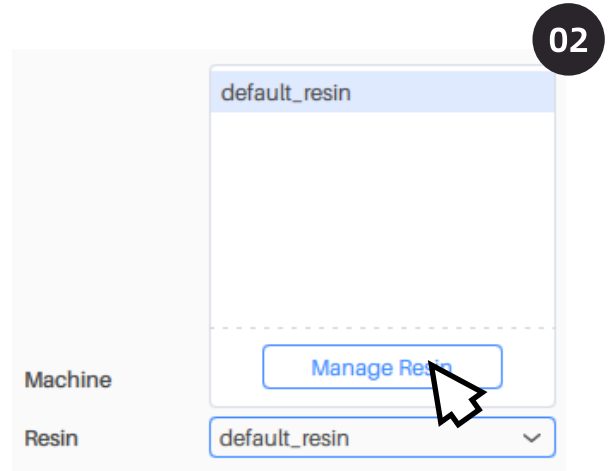 02
default_resin
Manage Resin
Machine
Resin
default_resin